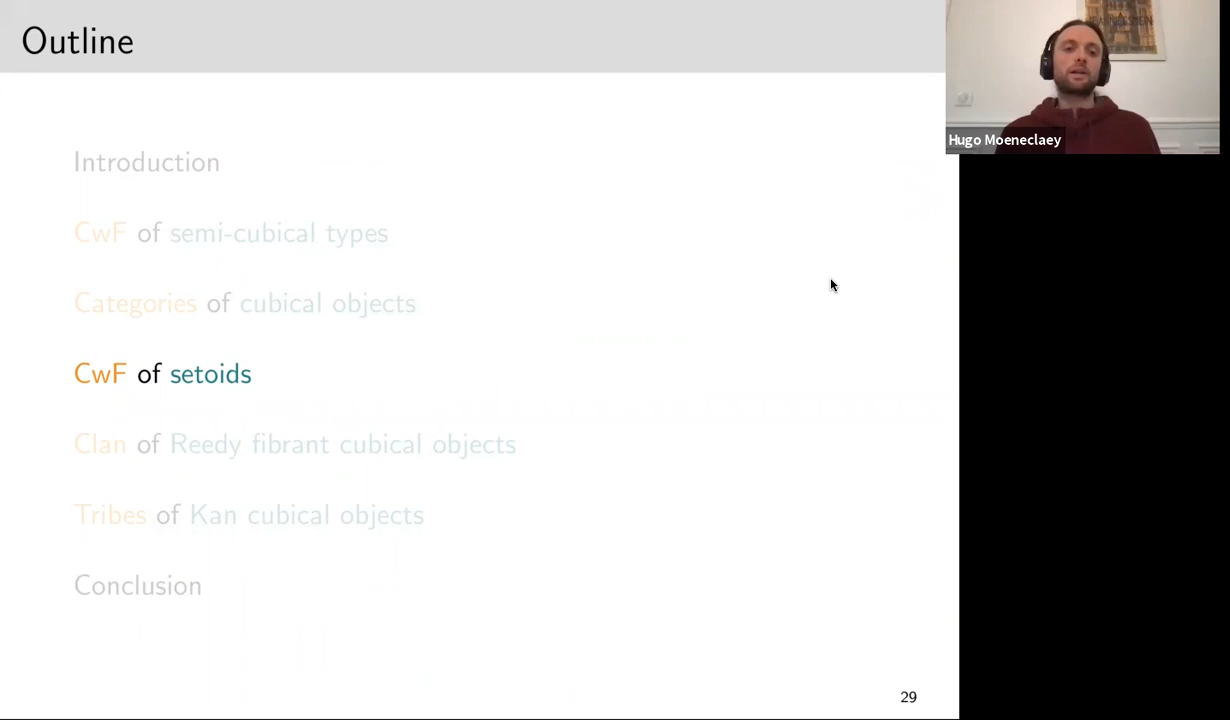 Outline
Hugo Moeneclaey
Introduction
CwF of semi-cubical types
Categories of cubical objects
CwF of setoids
Clan of Reedy fibrant cubical objects
Tribes of Kan cubical objects
Conclusion
29